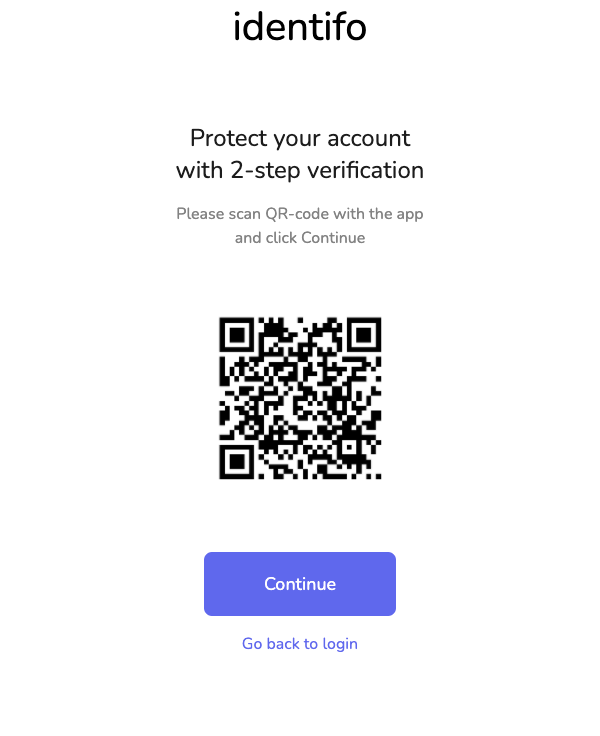 identifo
Protect your account
with 2-step verification
Please scan QR-code with the app
and click Continue
Continue
Go back to login